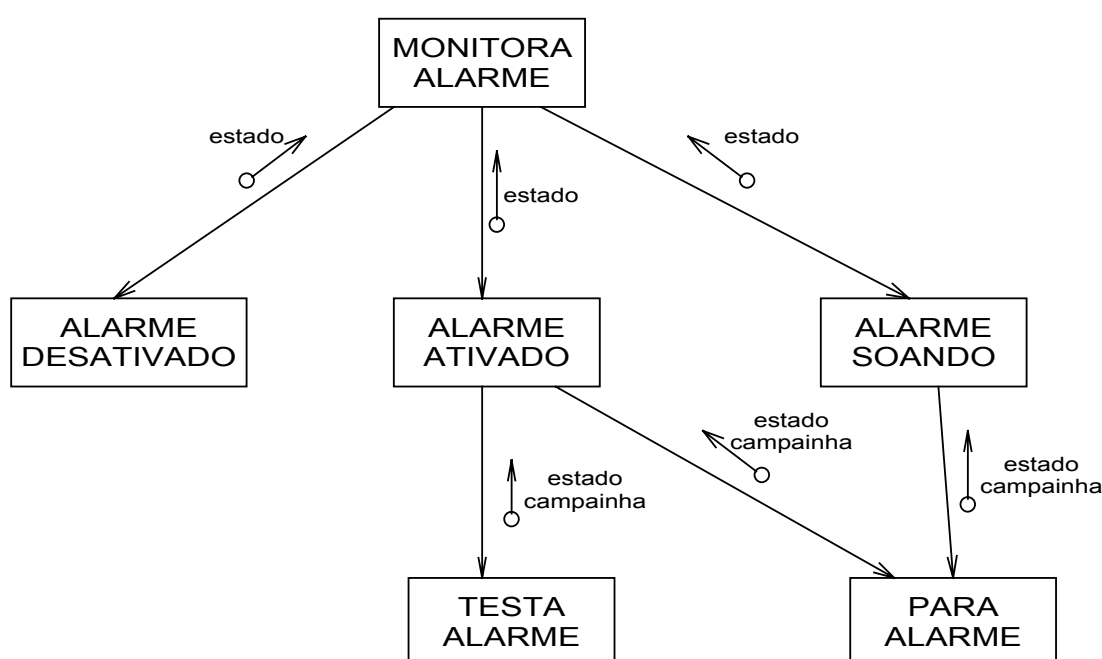 MONITORA
ALARME
estado
estado
estado
ALARME
DESATIVADO
ALARME
ATIVADO
ALARME
SOANDO
estado
campainha
estado
campainha
estado
campainha
TESTA
ALARME
PARA
ALARME